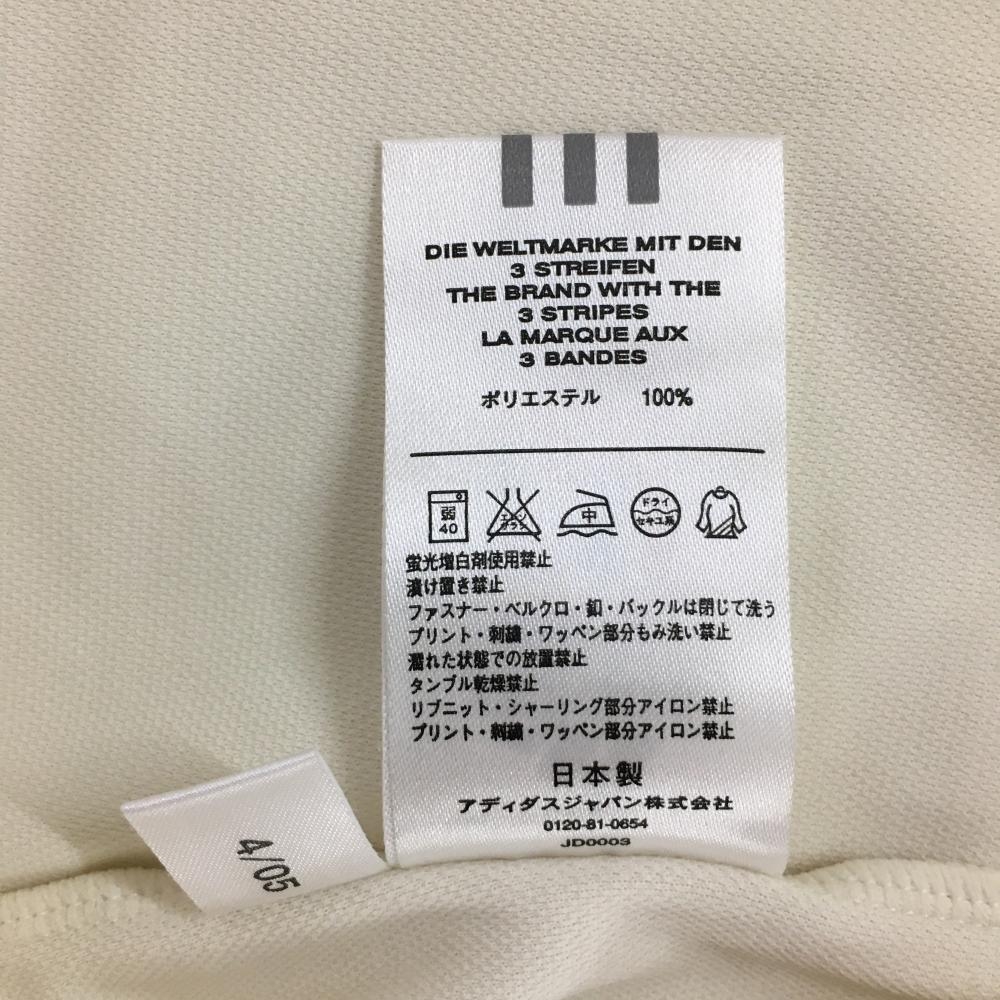 DIE WELTMARKE MIT DEN
3 STREIFEN
THE BRAND WITH THE
3 STRIPES
LA MARQUE AUX
3 BANDES
ポリエステル 100%
弱
40
エンソ
サラシ
中
ドライ
セキユ系
蛍光増白剤使用禁止
漬け置き禁止
ファスナー・ベルクロ・釦・バックルは閉じて洗う
プリント・刺繍・ワッペン部分もみ洗い禁止
濡れた状態での放置禁止
タンブル乾燥禁止
リブニット・シャーリング部分アイロン禁止
プリント・刺繍・ワッペン部分アイロン禁止
日本製
アディダスジャパン株式会社
0120-81-0654
JD0003
4/05